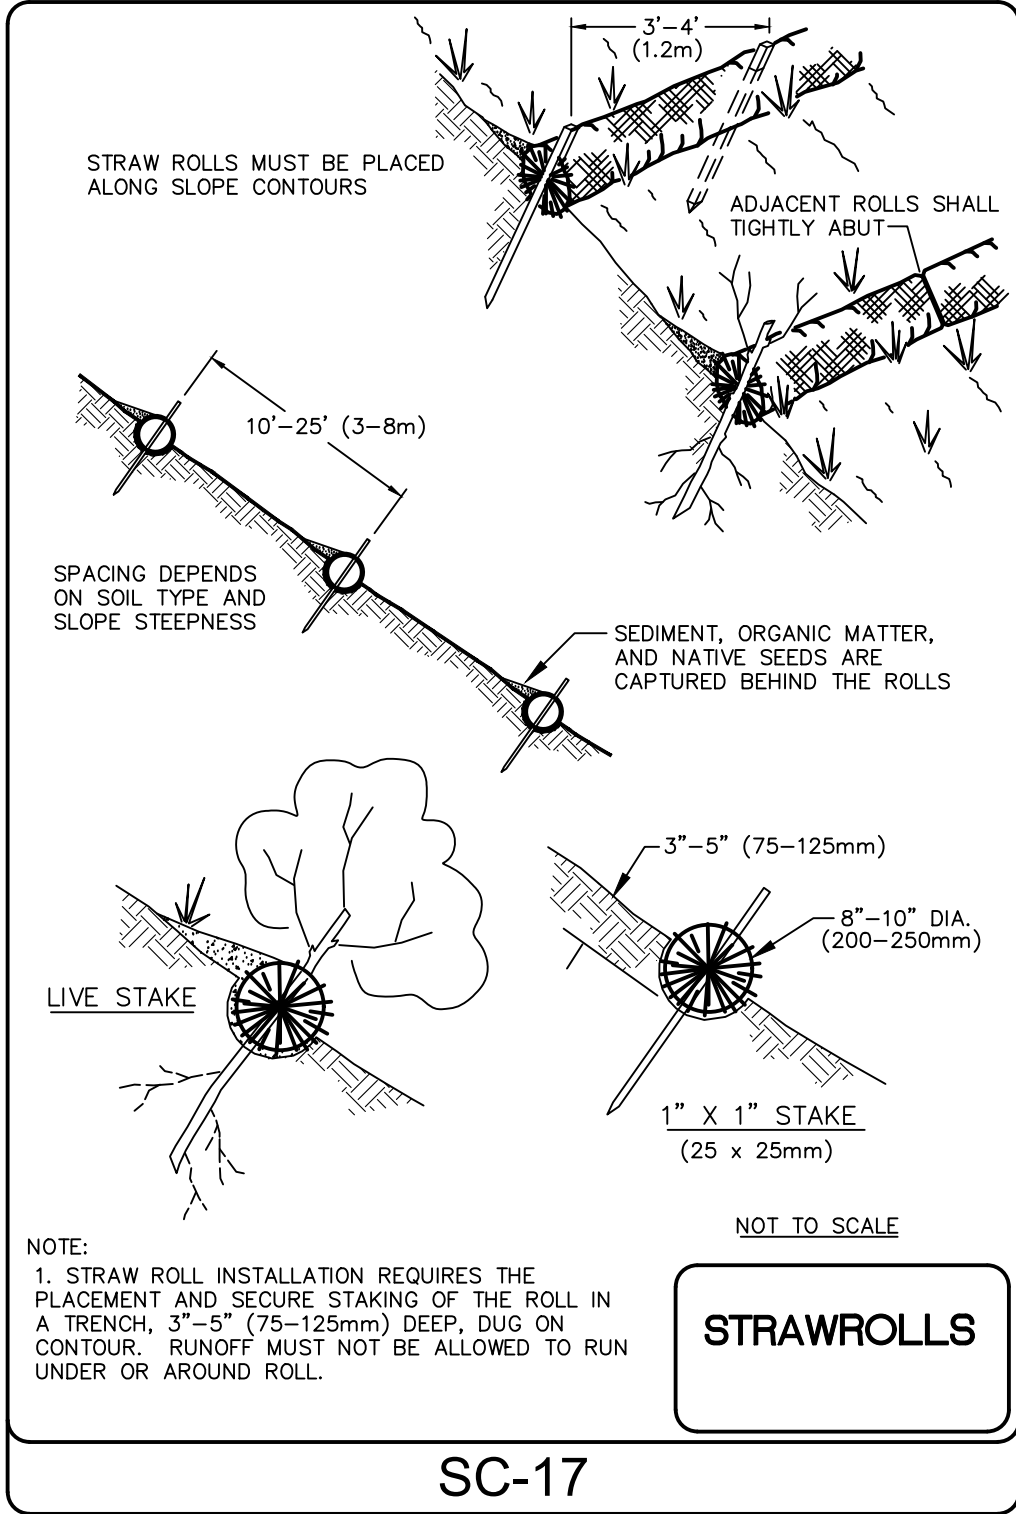 3'-4'
(1.2m)
STRAW ROLLS MUST BE PLACED
ALONG SLOPE CONTOURS
ADJACENT ROLLS SHALL
TIGHTLY ABUT
10'-25' (3-8m)
SPACING DEPENDS
ON SOIL TYPE AND
SLOPE STEEPNESS
SEDIMENT, ORGANIC MATTER,
AND NATIVE SEEDS ARE
CAPTURED BEHIND THE ROLLS
3"-5" (75-125mm)
8"-10" DIA.
(200-250mm)
LIVE STAKE
1" X 1" STAKE
(25 x 25mm)
NOT TO SCALE
NOTE:
1. STRAW ROLL INSTALLATION REQUIRES THE
PLACEMENT AND SECURE STAKING OF THE ROLL IN
A TRENCH, 3"-5" (75-125mm) DEEP, DUG ON
CONTOUR. RUNOFF MUST NOT BE ALLOWED TO RUN
UNDER OR AROUND ROLL.
STRAWROLLS
SC-17